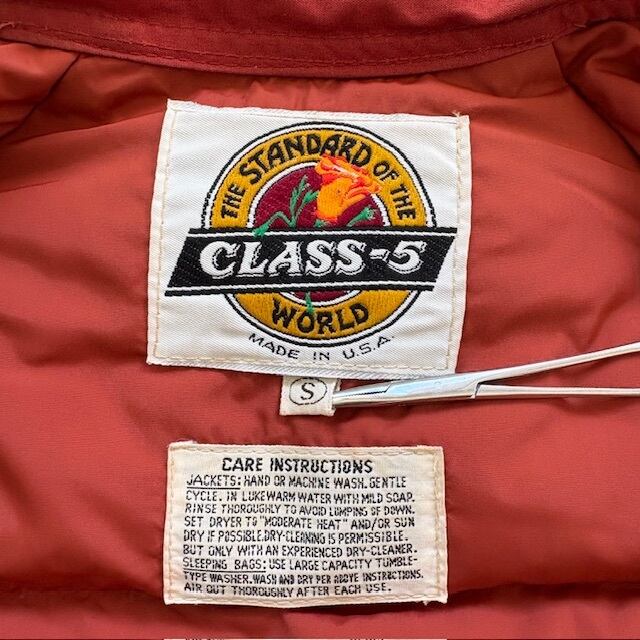 THE STANDARD OF THE
CLASS-5
WORLD
MADE IN U.S.A.
S
CARE INSTRUCTIONS
JACKETS: HAND OR MACHINE WASH. GENTLE
CYCLE. IN LUKEWARM WATER WITH MILD SOAP.
RINSE THOROUGHLY TO AVOID LUMPING OF DOWN.
SET DRYER TO "MODERATE HEAT" AND/OR SUN
DRY IF POSSIBLE. DRY-CLEANING IS PERMISSIBLE.
BUT ONLY WITH AN EXPERIENCED DRY-CLEANER.
SLEEPING BAGS: USE LARGE CAPACITY TUMBLE-
TYPE WASHER. WASH AND DRY PER ABOVE INSTRUCTIONS.
AIR OUT THOROUGHLY AFTER EACH USE.